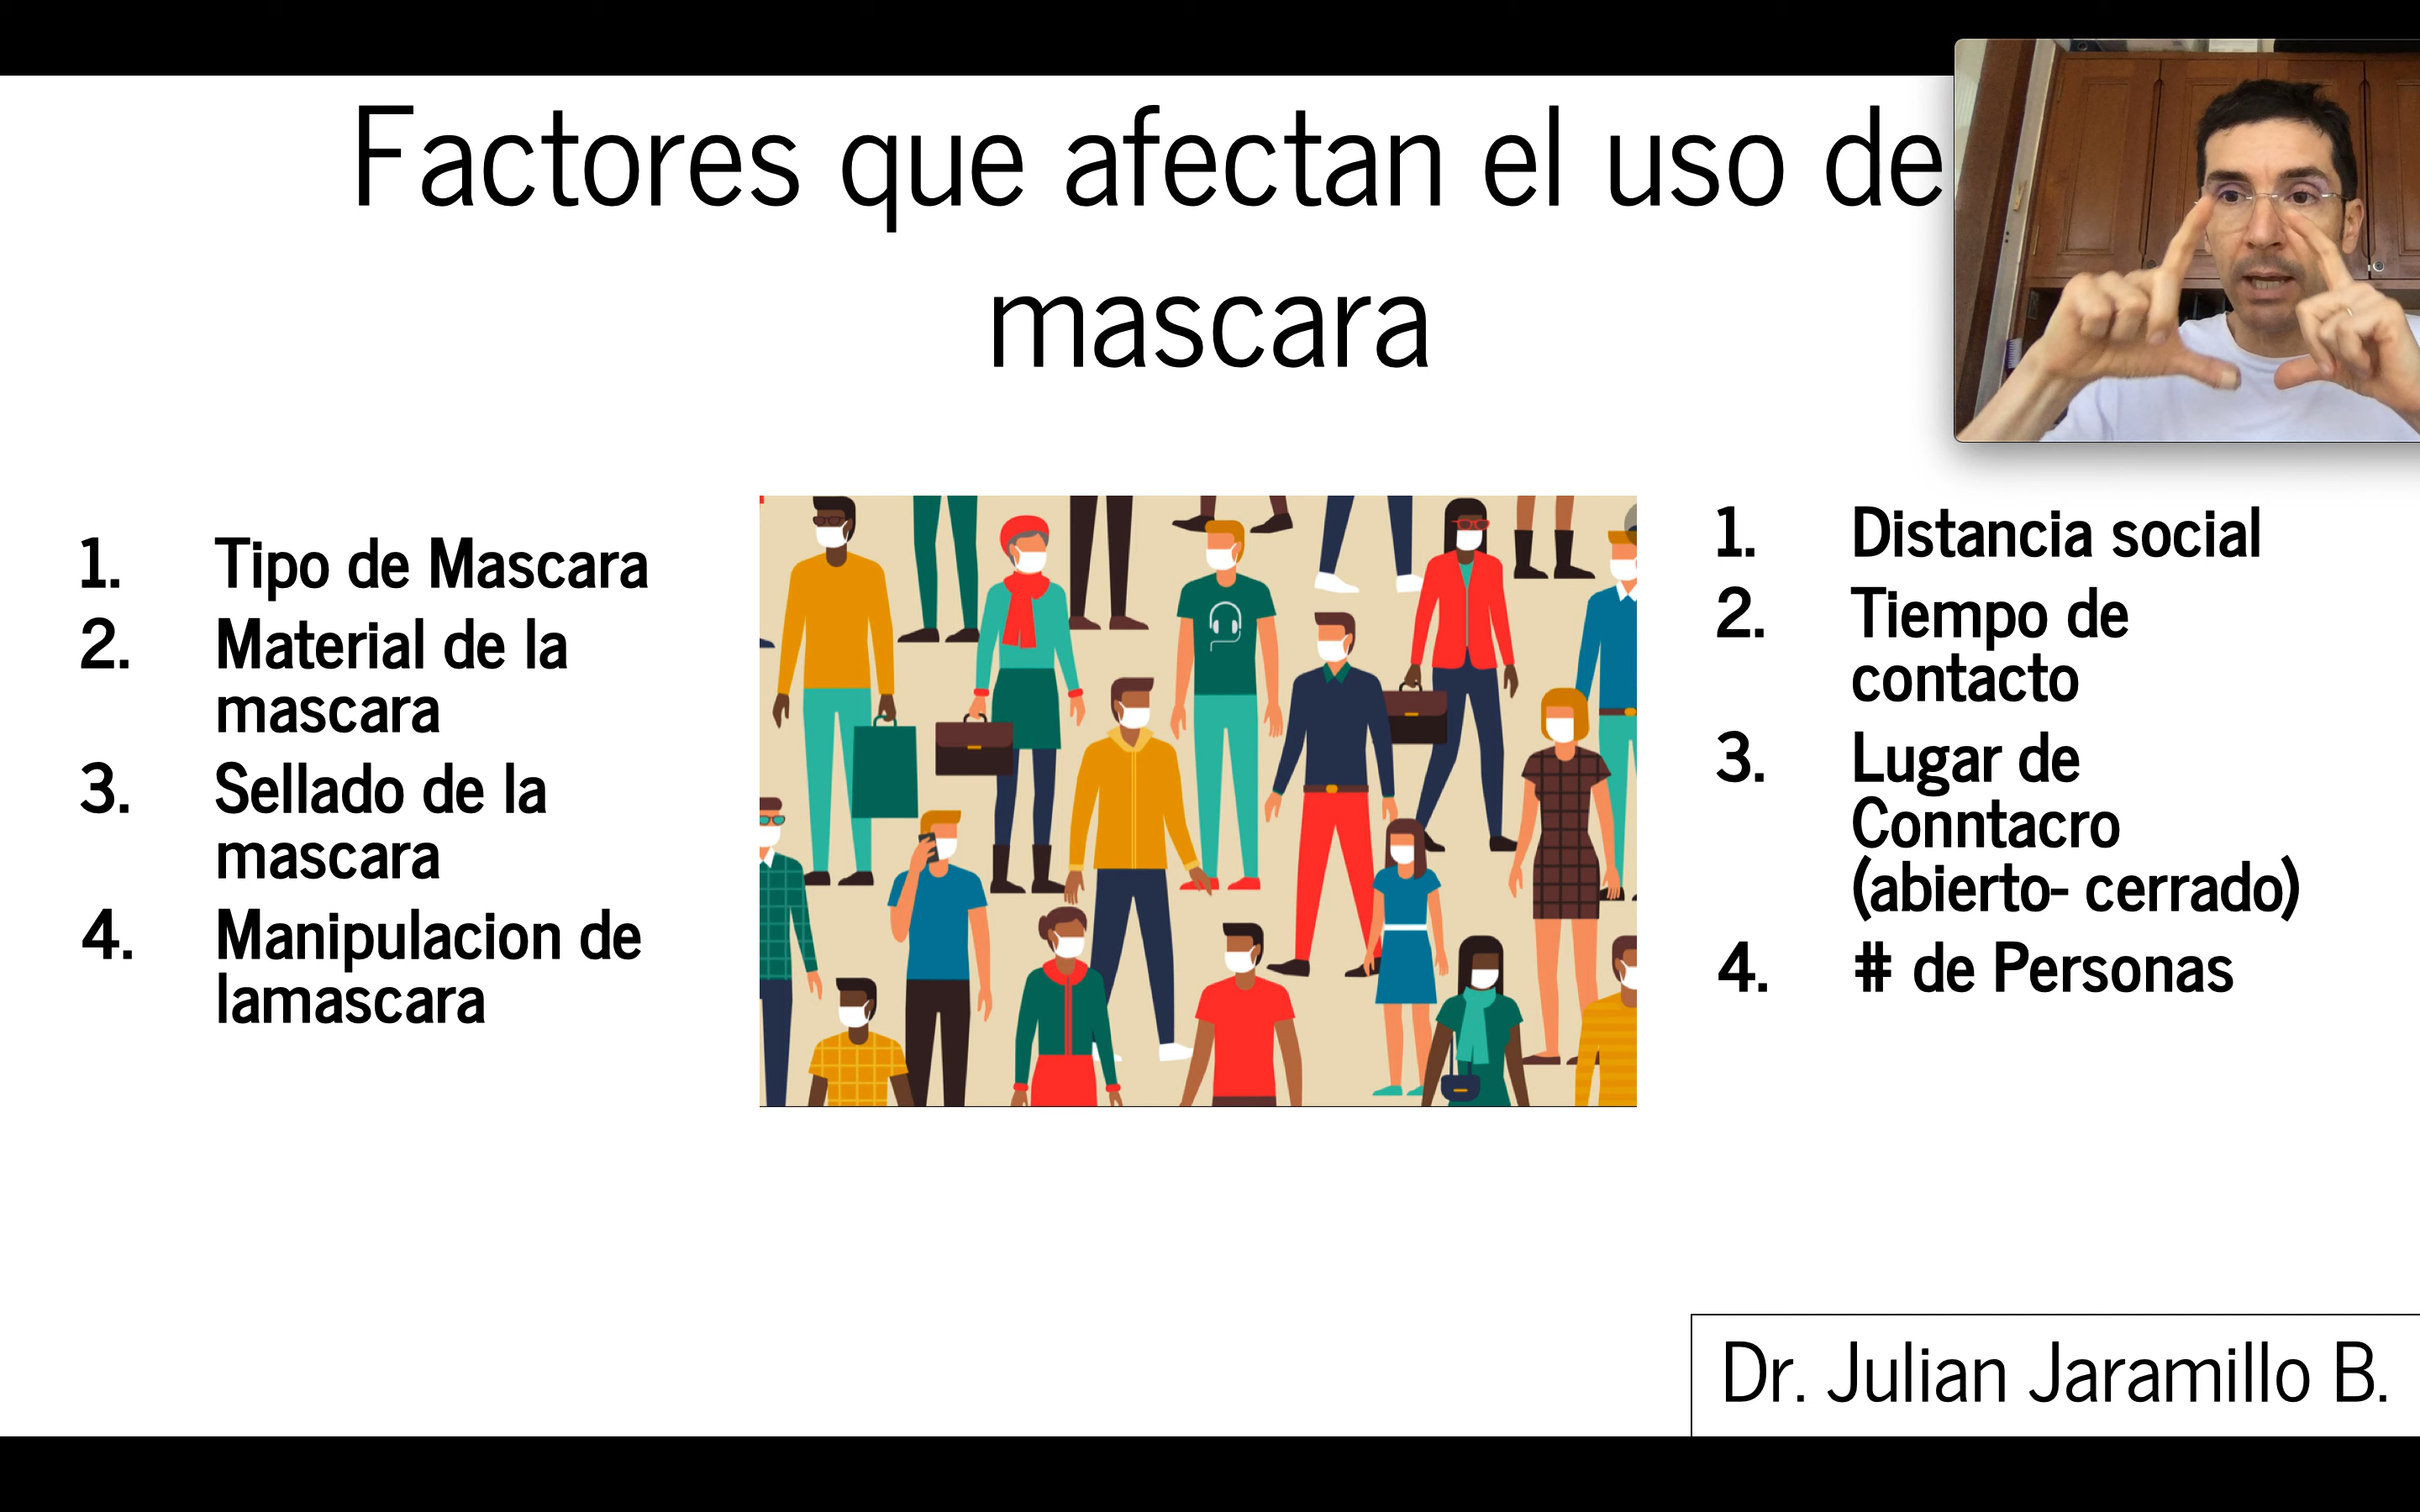 Factores que afectan el uso de
mascara
1. Tipo de Mascara
2. Material de la
mascara
3. Sellado de la
mascara
4. Manipulacion de
lamascara
1. Distancia social
2. Tiempo de
contacto
3. Lugar de
Conntacro
(abierto- cerrado)
4. # de Personas
Dr. Julian Jaramillo B.